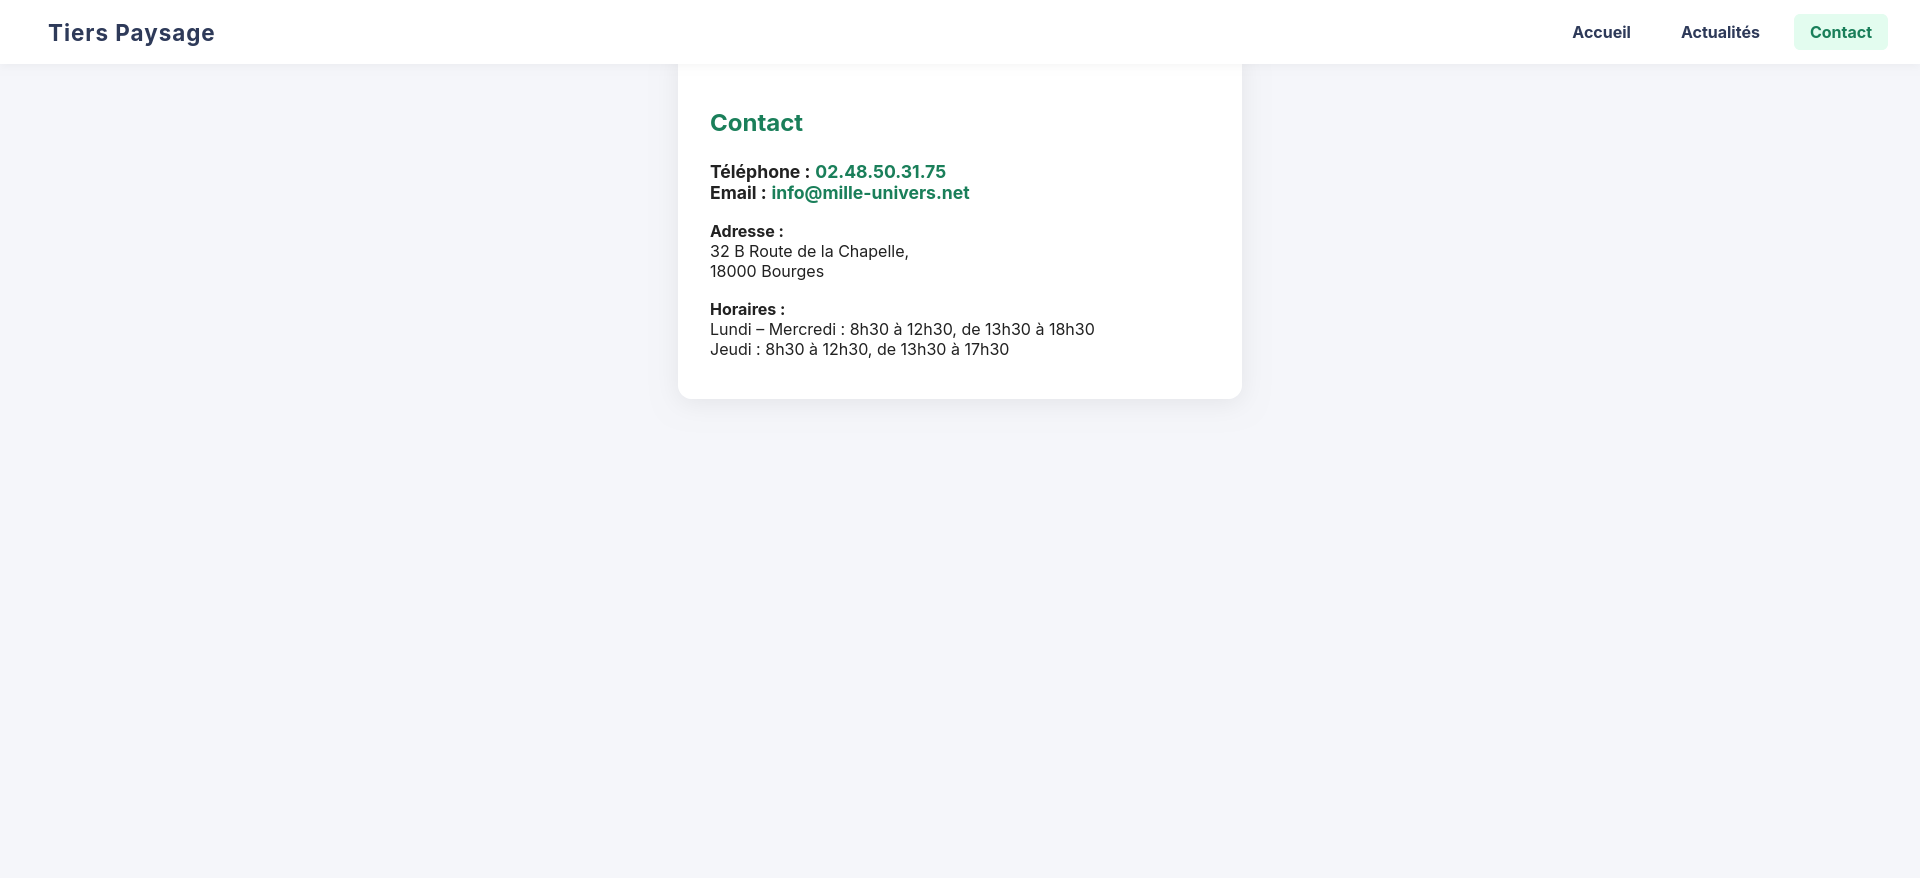 Tiers Paysage
Accueil
Actualités
Contact
Contact
Téléphone : 02.48.50.31.75
Email : info@mille-univers.net
Adresse :
32 B Route de la Chapelle,
18000 Bourges
Horaires :
Lundi – Mercredi : 8h30 à 12h30, de 13h30 à 18h30
Jeudi : 8h30 à 12h30, de 13h30 à 17h30